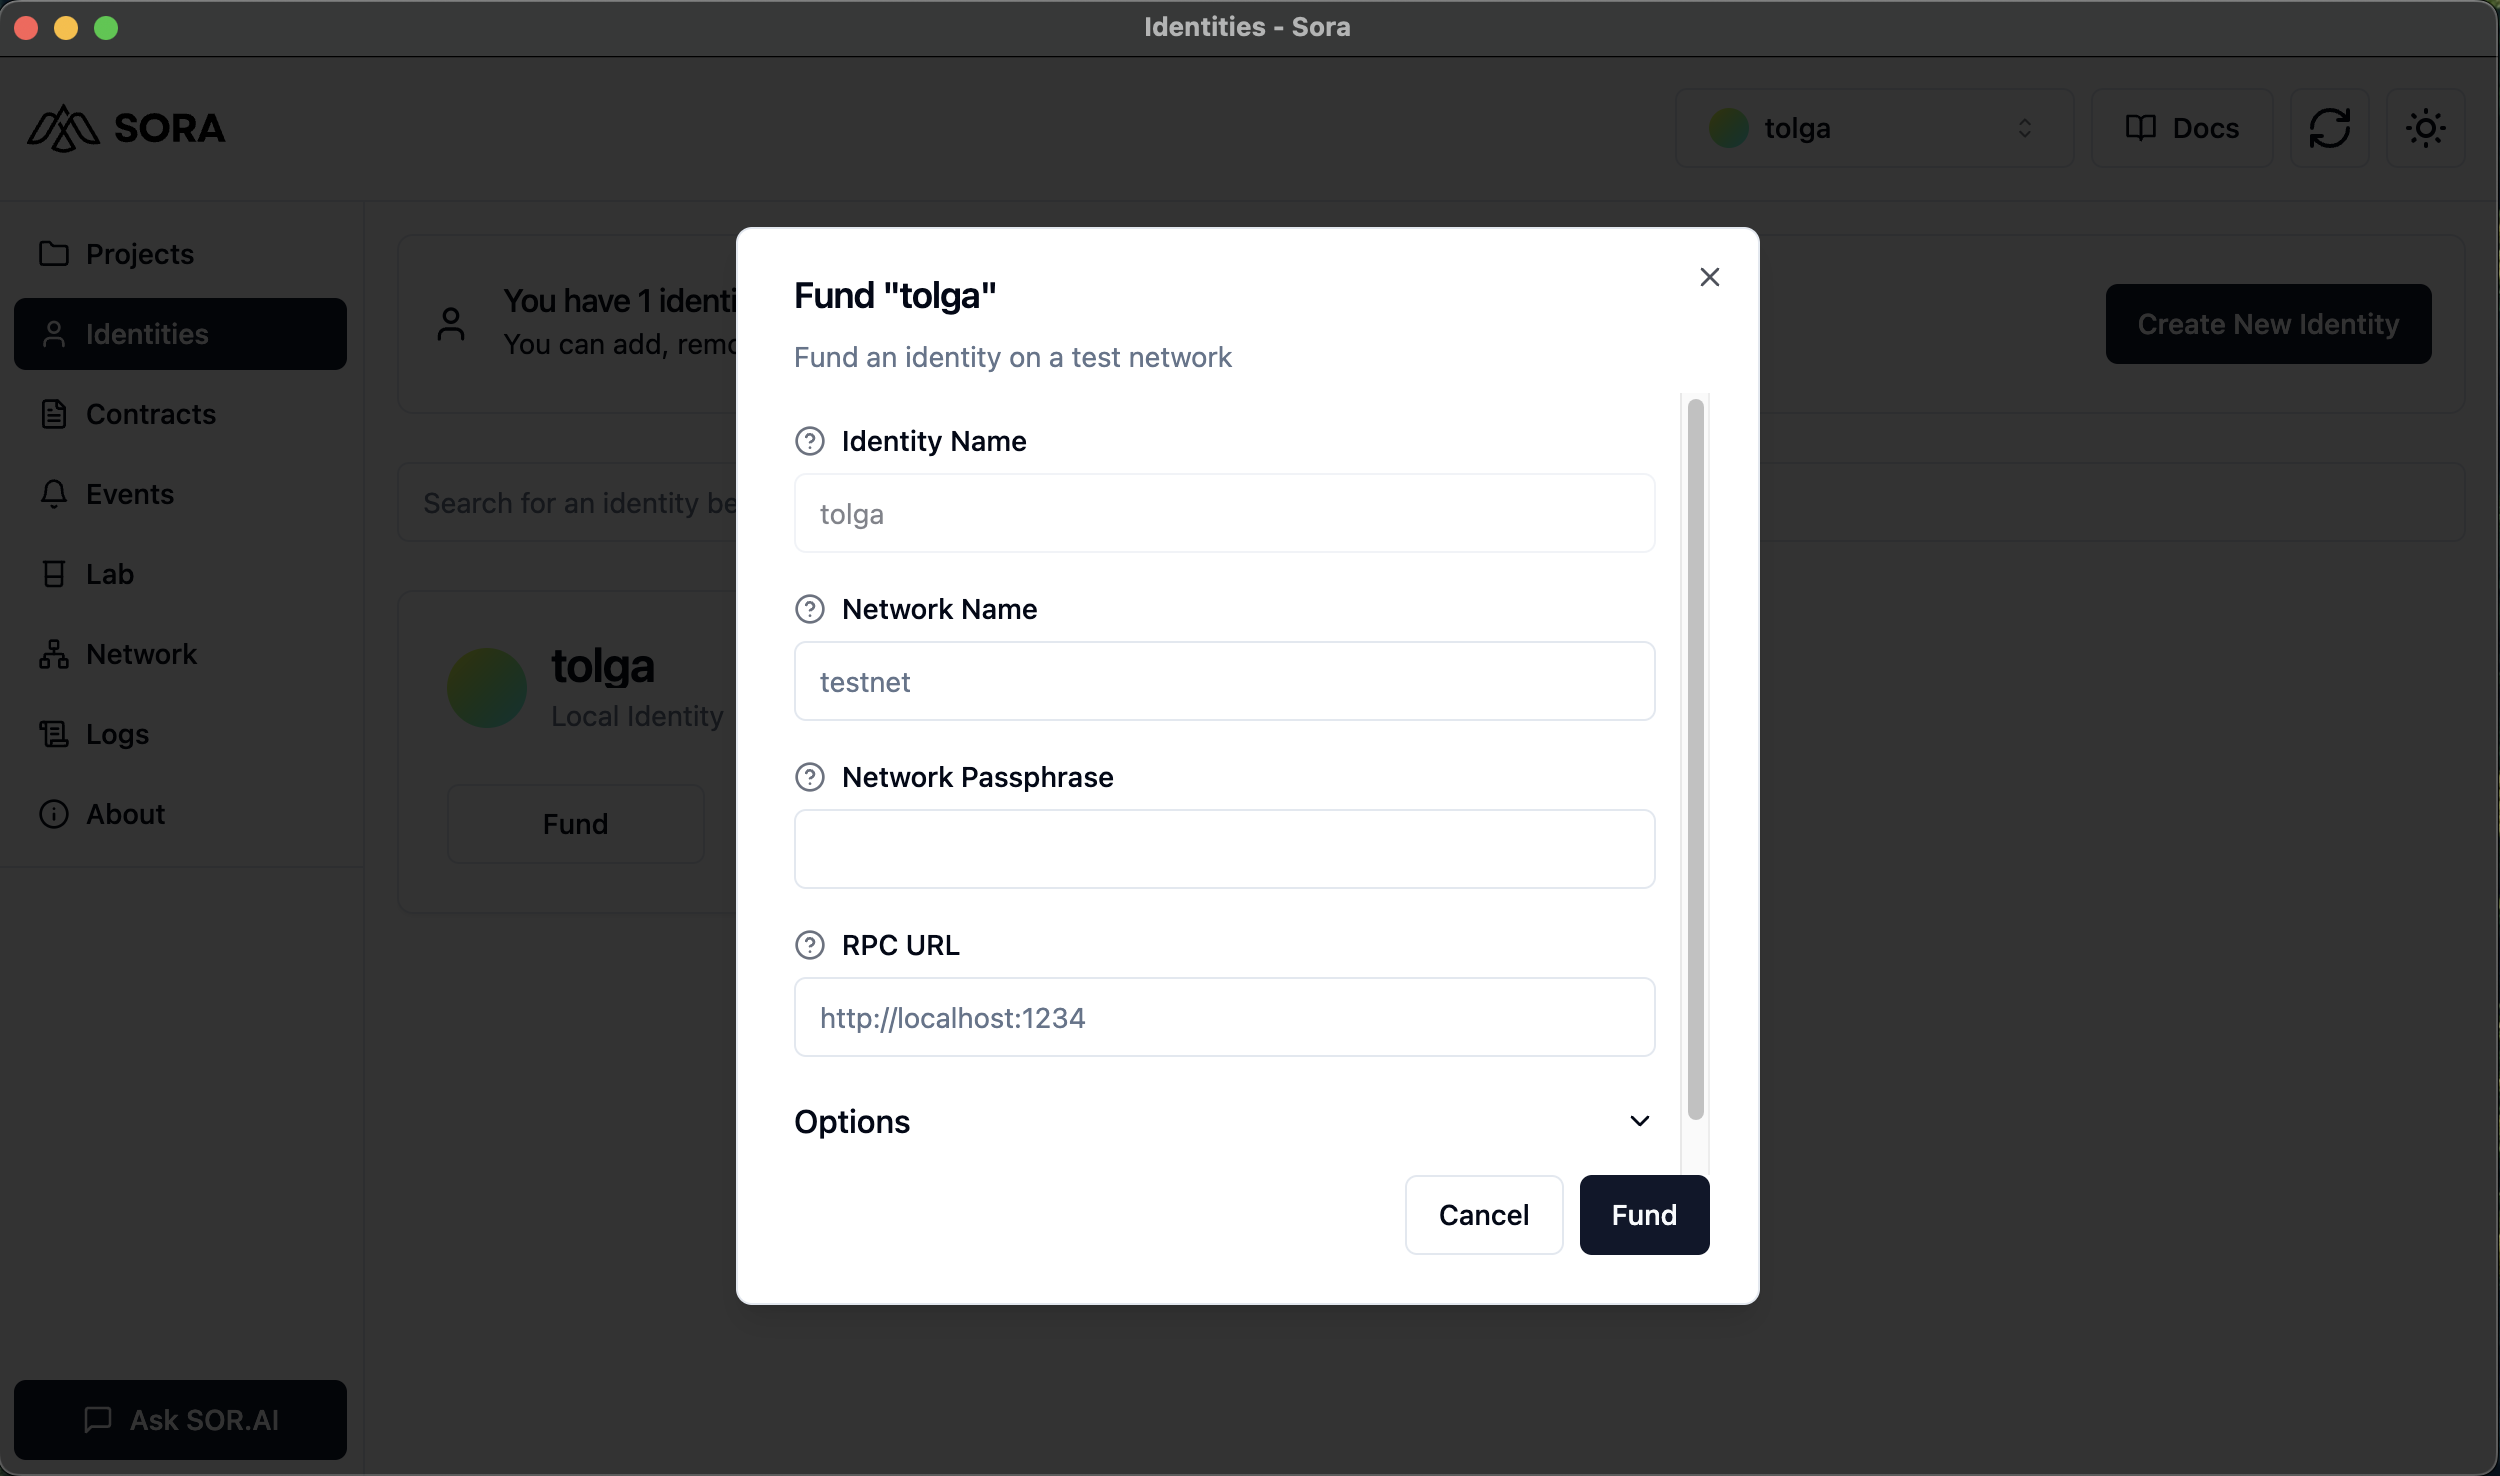 Identities - Sora
SORA
tolga
Docs
Projects
Identities
Contracts
Events
Lab
Network
Logs
About
Ask SOR.AI
You have 1 identi
You can add, remo
Create New Identity
Search for an identity be
tolga
Local Identity
Fund
Fund "tolga"
Fund an identity on a test network
Identity Name
tolga
Network Name
testnet
Network Passphrase
RPC URL
http://localhost:1234
Options
Cancel
Fund